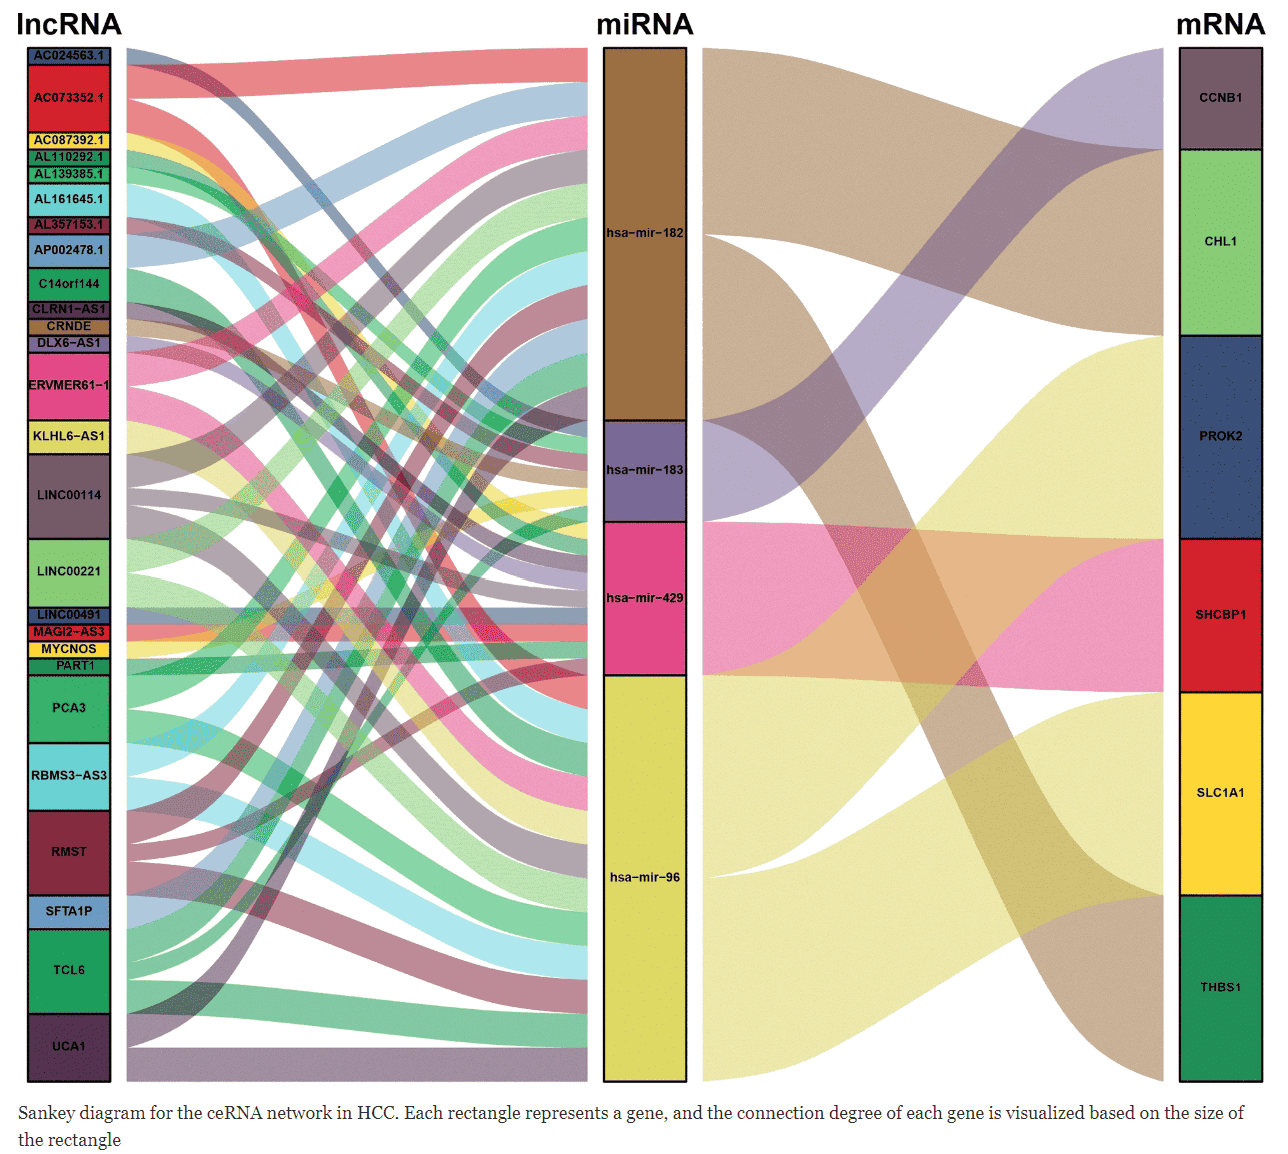 lncRNA
miRNA
mRNA
AC024563.1
AC073352.1
AC087392.1
AL110292.1
AL139385.1
AL161645.1
AL357153.1
AP002478.1
C14orf144
CLRN1−AS1
CRNDE
DLX6−AS1
ERVMER61−1
KLHL6−AS1
LINC00114
LINC00221
LINC00491
MAGI2−AS3
MYCNOS
PART1
PCA3
RBMS3−AS3
RMST
SFTA1P
TCL6
UCA1
hsa−mir−182
hsa−mir−183
hsa−mir−429
hsa−mir−96
CCNB1
CHL1
PROK2
SHCBP1
SLC1A1
THBS1
Sankey diagram for the ceRNA network in HCC. Each rectangle represents a gene, and the connection degree of each gene is visualized based on the size of
the rectangle